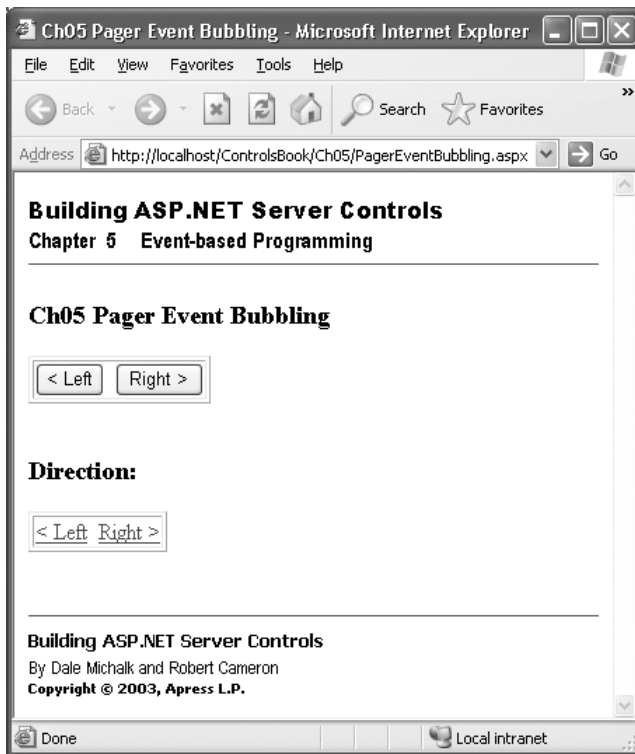 Ch05 Pager Event Bubbling - Microsoft Internet Explorer
File Edit View Favorites Tools Help
Back Search Favorites »
Address http://localhost/ControlsBook/Ch05/PagerEventBubbling.aspx Go
Building ASP.NET Server Controls
Chapter 5 Event-based Programming
Ch05 Pager Event Bubbling
< Left Right >
Direction:
< Left Right >
Building ASP.NET Server Controls
By Dale Michalk and Robert Cameron
Copyright © 2003, Apress L.P.
Done Local intranet